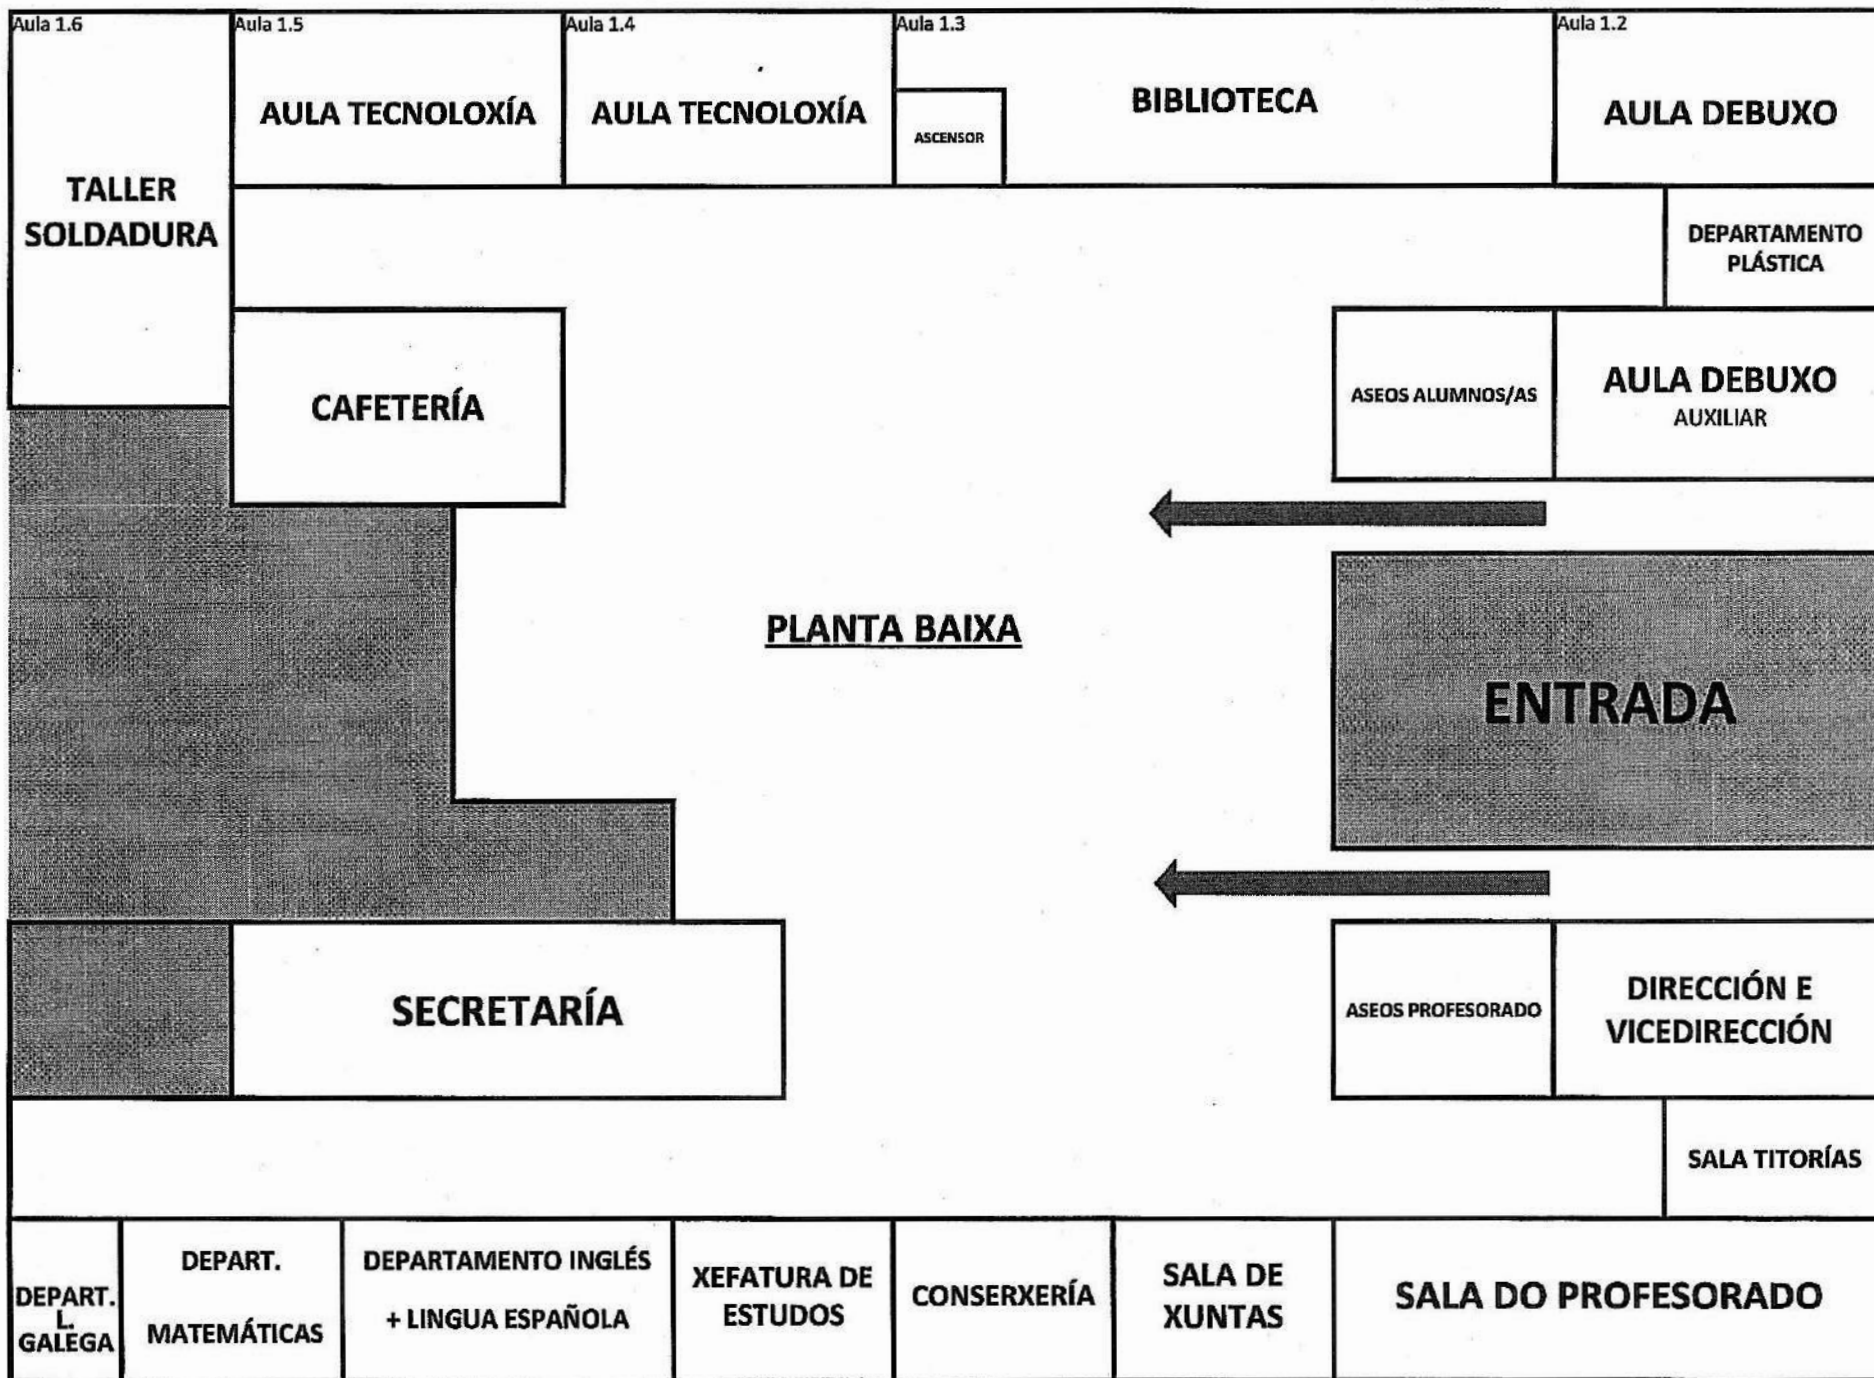 Aula 1.6
Aula 1.5
Aula 1.4
Aula 1.3
Aula 1.2
TALLER
SOLDADURA
AULA TECNOLOXÍA
AULA TECNOLOXÍA
ASCENSOR
BIBLIOTECA
AULA DEBUXO
DEPARTAMENTO
PLÁSTICA
CAFETERÍA
ASEOS ALUMNOS/AS
AULA DEBUXO
AUXILIAR
PLANTA BAIXA
ENTRADA
SECRETARÍA
ASEOS PROFESORADO
DIRECCIÓN E
VICEDIRECCIÓN
SALA TITORÍAS
DEPART.
L.
GALEGA
DEPART.
MATEMÁTICAS
DEPARTAMENTO INGLÉS
+ LINGUA ESPAÑOLA
XEFATURA DE
ESTUDOS
CONSERXERÍA
SALA DE
XUNTAS
SALA DO PROFESORADO